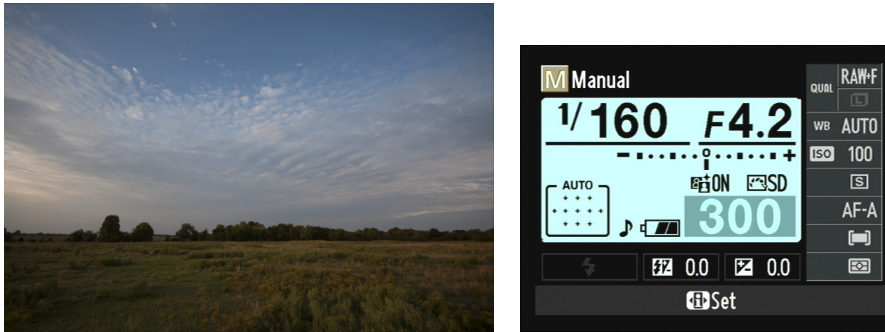 M Manual
1/160 F4.2
- +
AUTO
ON SD
300
0.0 0.0
i Set
QUAL RAW+F
L
WB AUTO
ISO 100
S
AF-A